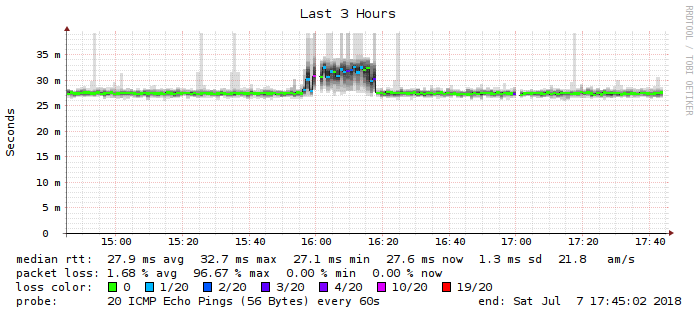 Last 3 Hours
RRDTOOL / TOBI OETIKER
Seconds
35 m
30 m
25 m
20 m
15 m
10 m
5 m
0
15:00 15:20 15:40 16:00 16:20 16:40 17:00 17:20 17:40
median rtt: 27.9 ms avg 32.7 ms max 27.1 ms min 27.6 ms now 1.3 ms sd 21.8 am/s
packet loss: 1.68 % avg 96.67 % max 0.00 % min 0.00 % now
loss color: 0 1/20 2/20 3/20 4/20 10/20 19/20
probe: 20 ICMP Echo Pings (56 Bytes) every 60s end: Sat Jul 7 17:45:02 2018